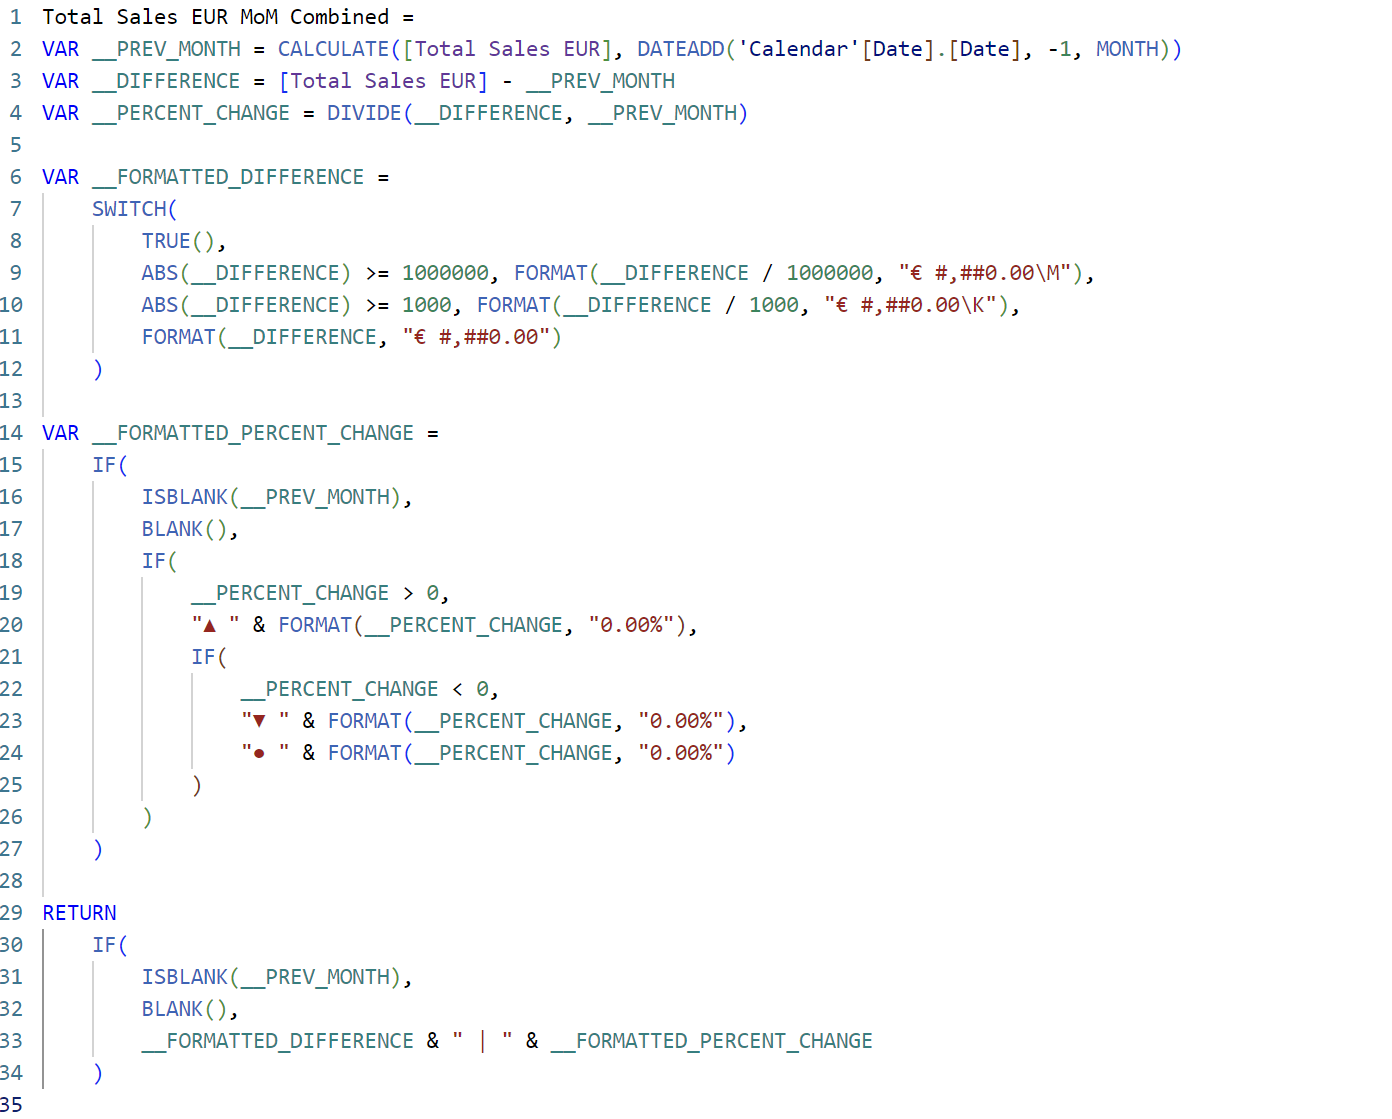 1 Total Sales EUR MoM Combined =
2 VAR __PREV_MONTH = CALCULATE([Total Sales EUR], DATEADD('Calendar'[Date].[Date], -1, MONTH))
3 VAR __DIFFERENCE = [Total Sales EUR] - __PREV_MONTH
4 VAR __PERCENT_CHANGE = DIVIDE(__DIFFERENCE, __PREV_MONTH)
5
6 VAR __FORMATTED_DIFFERENCE =
7     SWITCH(
8         TRUE(),
9         ABS(__DIFFERENCE) >= 1000000, FORMAT(__DIFFERENCE / 1000000, "€ #,##0.00\M"),
10         ABS(__DIFFERENCE) >= 1000, FORMAT(__DIFFERENCE / 1000, "€ #,##0.00\K"),
11         FORMAT(__DIFFERENCE, "€ #,##0.00")
12     )
13
14 VAR __FORMATTED_PERCENT_CHANGE =
15     IF(
16         ISBLANK(__PREV_MONTH),
17         BLANK(),
18         IF(
19             __PERCENT_CHANGE > 0,
20             "▲ " & FORMAT(__PERCENT_CHANGE, "0.00%"),
21             IF(
22                 __PERCENT_CHANGE < 0,
23                 "▼ " & FORMAT(__PERCENT_CHANGE, "0.00%"),
24                 "● " & FORMAT(__PERCENT_CHANGE, "0.00%")
25             )
26         )
27     )
28
29 RETURN
30     IF(
31         ISBLANK(__PREV_MONTH),
32         BLANK(),
33         __FORMATTED_DIFFERENCE & " | " & __FORMATTED_PERCENT_CHANGE
34     )
35